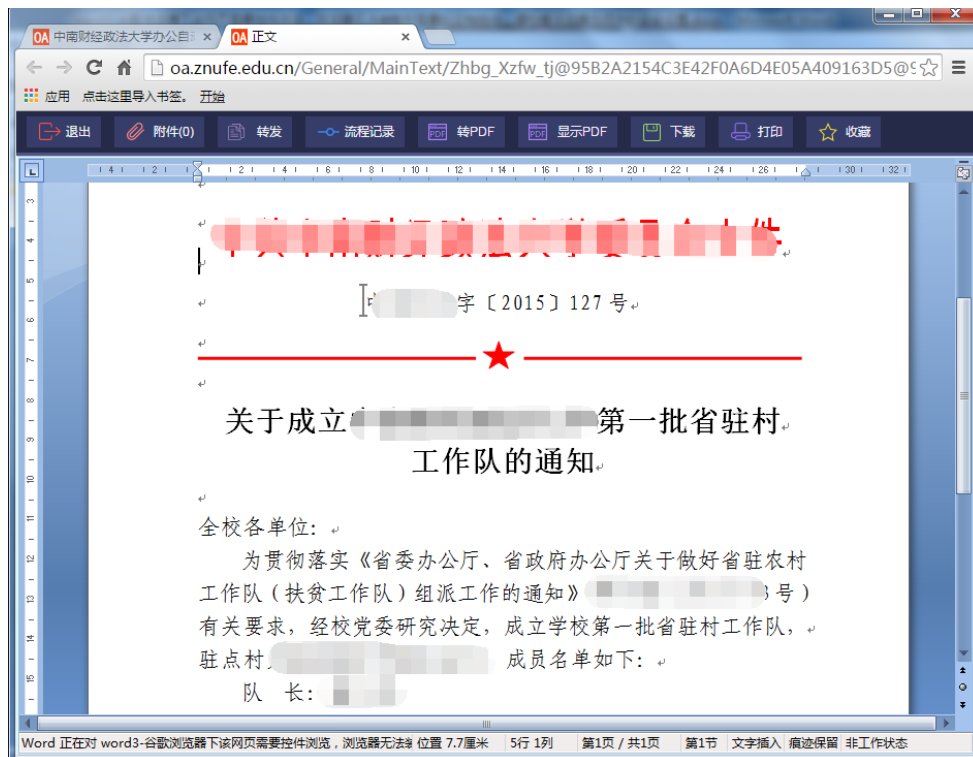 中南财经政法大学办公自
正文
oa.znufe.edu.cn/General/MainText/Zhbg_Xzfw_tj@95B2A2154C3E42F0A6D4E05A409163D5@
应用 点击这里导入书签。 开始
退出 附件(0) 转发 流程记录 转PDF 显示PDF 下载 打印 收藏
字〔2015〕127 号
关于成立 第一批省驻村
工作队的通知
全校各单位：
为贯彻落实《省委办公厅、省政府办公厅关于做好省驻农村
工作队（扶贫工作队）组派工作的通知》 号）
有关要求，经校党委研究决定，成立学校第一批省驻村工作队，
驻点村 成员名单如下：
队 长：
Word 正在对 word3-谷歌浏览器下该网页需要控件浏览，浏览器无法 位置 7.7厘米 5行 1列 第1页 / 共1页 第1节 文字插入 痕迹保留 非工作状态